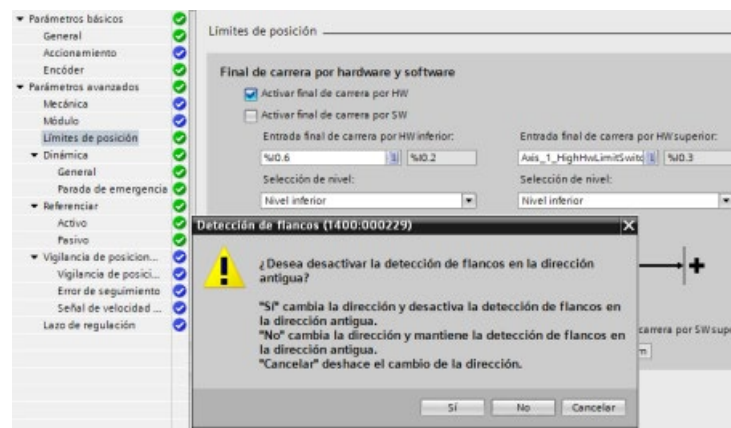 Parámetros básicos
General
Accionamiento
Encóder
Parámetros avanzados
Mecánica
Módulo
Límites de posición
Dinámica
General
Parada de emergencia
Referenciar
Activo
Pasivo
Vigilancia de posicion...
Vigilancia de posici...
Error de seguimiento
Señal de velocidad ...
Lazo de regulación
Límites de posición
Final de carrera por hardware y software
Activar final de carrera por HW
Activar final de carrera por SW
Entrada final de carrera por HW inferior: Entrada final de carrera por HW superior:
%I0.6 %I0.2 Axis_1_HighHwLimitSwitc %I0.3
Selección de nivel: Selección de nivel:
Nivel inferior Nivel inferior
Detección de flancos (1400:000229)
¿Desea desactivar la detección de flancos en la dirección
antigua?
"Sí" cambia la dirección y desactiva la detección de flancos en
la dirección antigua.
"No" cambia la dirección y mantiene la detección de flancos en
la dirección antigua.
"Cancelar" deshace el cambio de la dirección.
Sí No Cancelar
carrera por SW supe
m